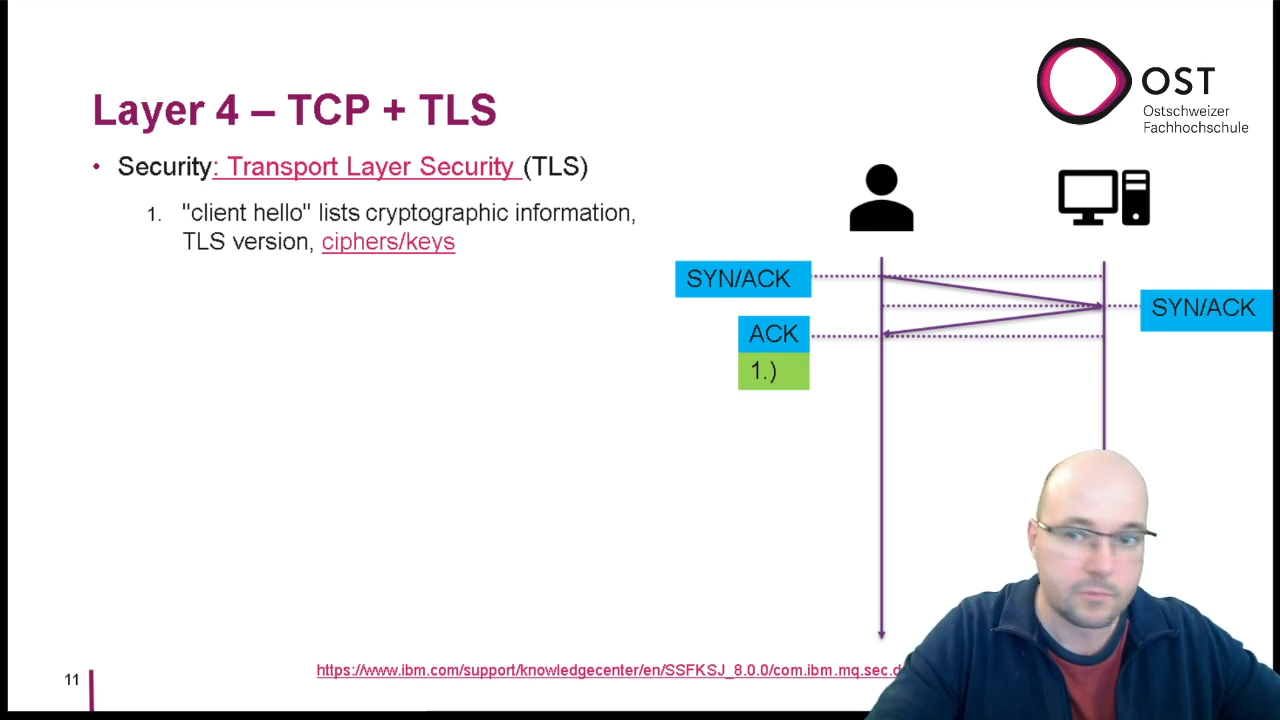 OST
Ostschweizer
Fachhochschule
Layer 4 – TCP + TLS
• Security: Transport Layer Security (TLS)
1. "client hello" lists cryptographic information,
TLS version, ciphers/keys
SYN/ACK
SYN/ACK
ACK
1.)
https://www.ibm.com/support/knowledgecenter/en/SSFKSJ_8.0.0/com.ibm.mq.sec.d
11